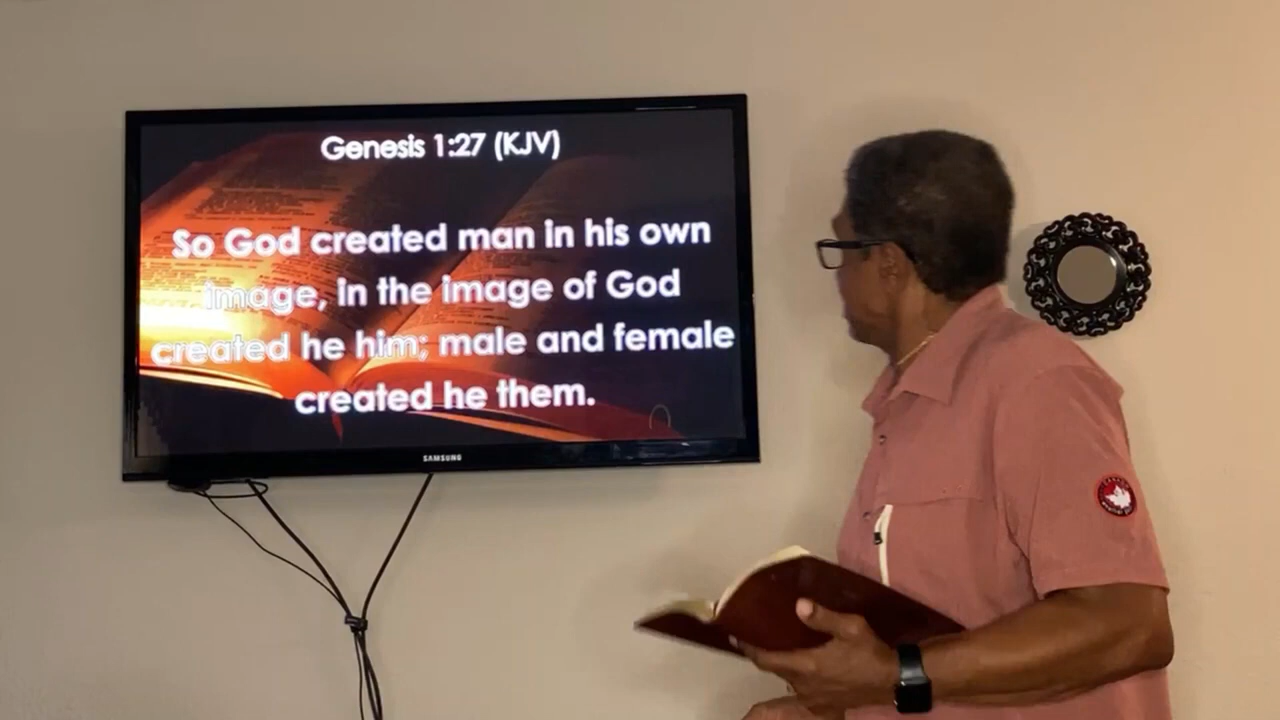 Genesis 1:27 (KJV)
So God created man in his own
image, in the image of God
created he him; male and female
created he them.
SAMSUNG